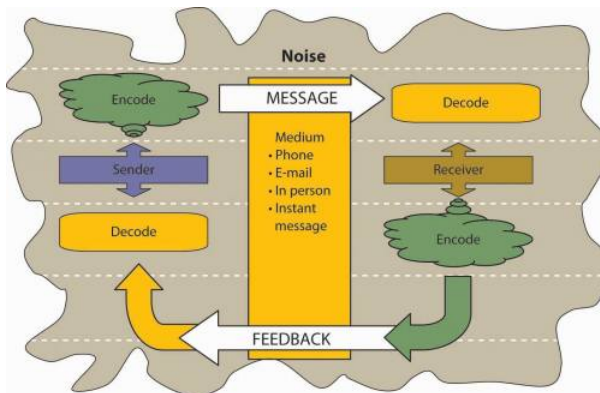 Noise
Encode
MESSAGE
Decode
Medium
• Phone
• E-mail
• In person
• Instant
message
Sender
Receiver
Decode
Encode
FEEDBACK